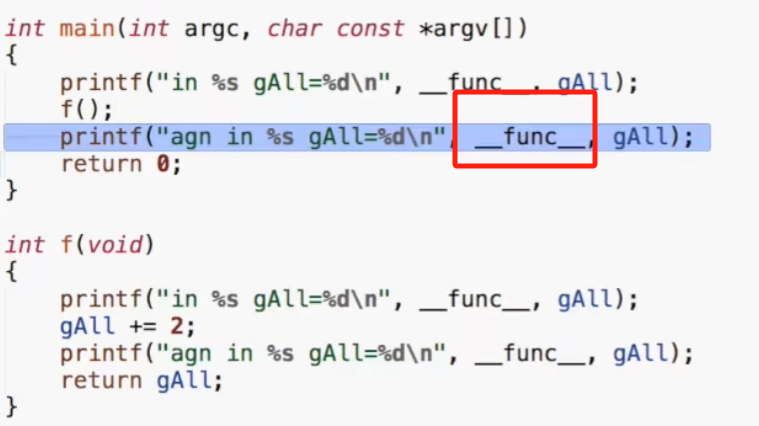 int main(int argc, char const *argv[])
{
    printf("in %s gAll=%d\n", __func__, gAll);
    f();
    printf("agn in %s gAll=%d\n", __func__, gAll);
    return 0;
}
int f(void)
{
    printf("in %s gAll=%d\n", __func__, gAll);
    gAll += 2;
    printf("agn in %s gAll=%d\n", __func__, gAll);
    return gAll;
}